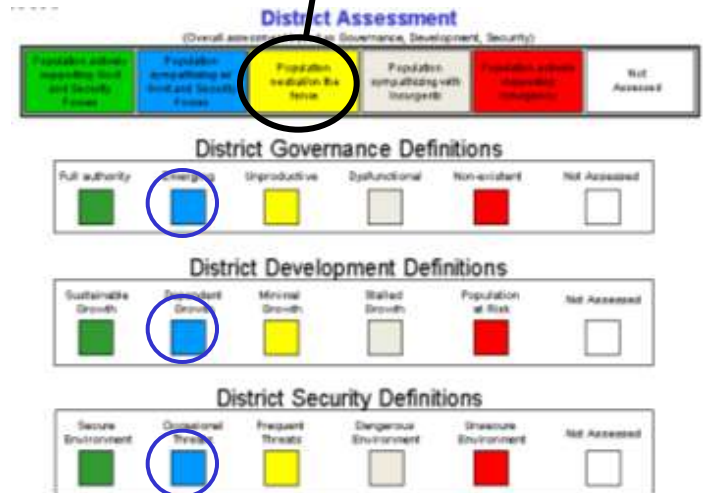 District Assessment
(Overall assessment based on Governance, Development, Security)
Population actively supporting Govt and Security Forces
Population sympathizing w/ Govt and Security Forces
Population neutral/on the fence
Population sympathizing with Insurgents
Population actively supporting insurgency
Not Assessed
District Governance Definitions
Full authority Emerging Unproductive Dysfunctional Non-existent Not Assessed
District Development Definitions
Sustainable Growth Dependent Growth Minimal Growth Stalled Growth Population at Risk Not Assessed
District Security Definitions
Secure Environment Occasional Threats Frequent Threats Dangerous Environment Unsecure Environment Not Assessed